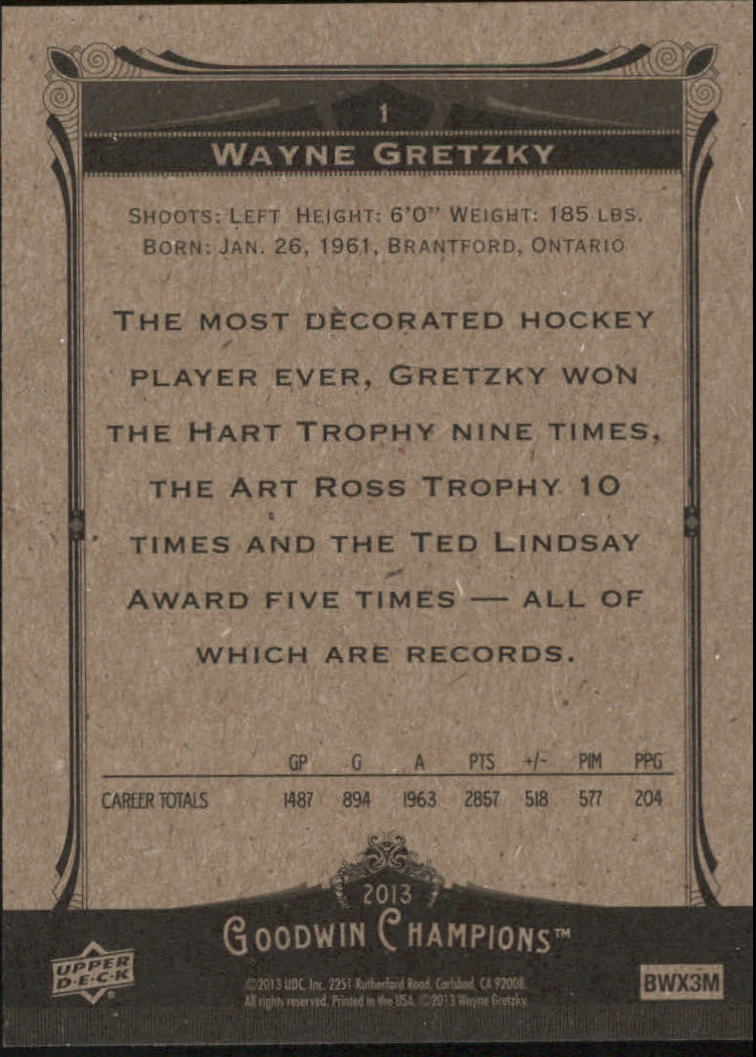 1
WAYNE GRETZKY
SHOOTS: LEFT HEIGHT: 6'0" WEIGHT: 185 LBS.
BORN: JAN. 26, 1961, BRANTFORD, ONTARIO
THE MOST DECORATED HOCKEY
PLAYER EVER, GRETZKY WON
THE HART TROPHY NINE TIMES,
THE ART ROSS TROPHY 10
TIMES AND THE TED LINDSAY
AWARD FIVE TIMES — ALL OF
WHICH ARE RECORDS.
GP G A PTS +/- PIM PPG
CAREER TOTALS 1487 894 1963 2857 518 577 204
2013
GOODWIN CHAMPIONS™
UPPER
D·E·C·K
©2013 UDC, Inc. 2251 Rutherford Road, Carlsbad, CA 92008.
All rights reserved. Printed in the USA. ©2013 Wayne Gretzky.
BWX3M